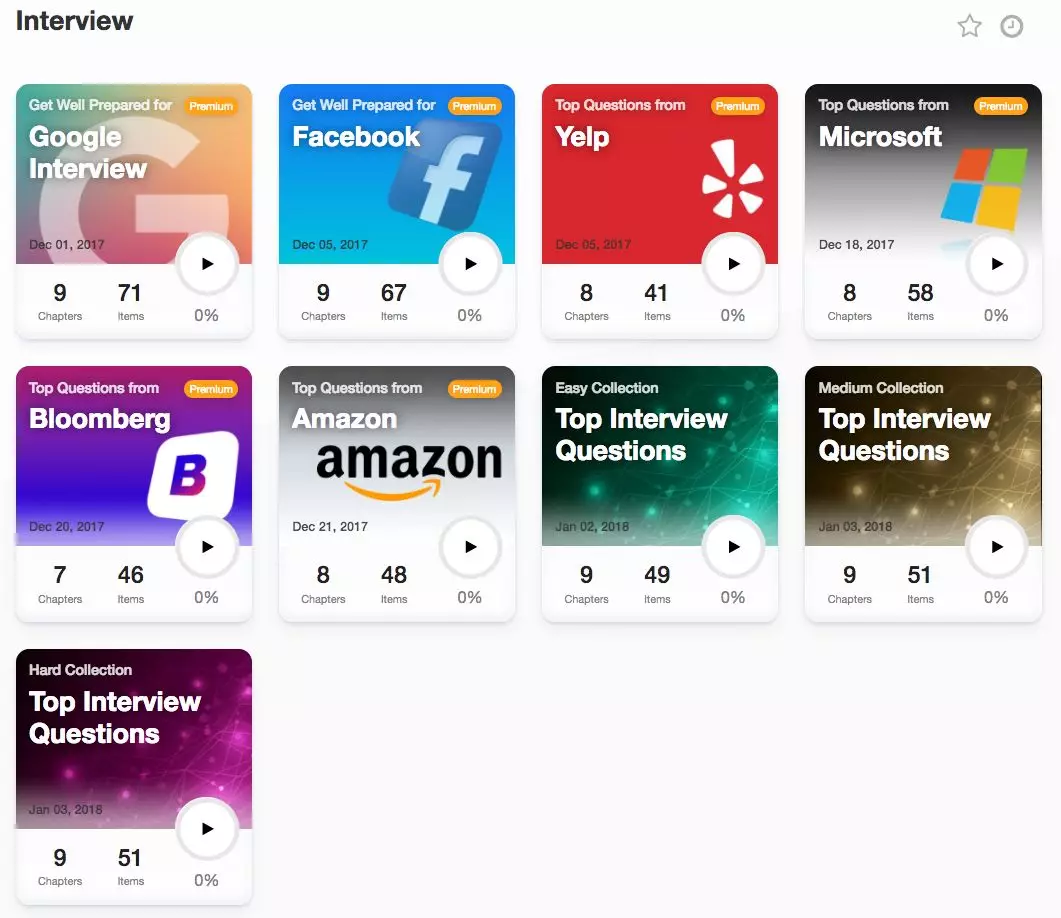 Interview
Get Well Prepared for Premium
Google
Interview
Dec 01, 2017
9 71
Chapters Items 0%
Get Well Prepared for Premium
Facebook
Dec 05, 2017
9 67
Chapters Items 0%
Top Questions from Premium
Yelp
Dec 05, 2017
8 41
Chapters Items 0%
Top Questions from Premium
Microsoft
Dec 18, 2017
8 58
Chapters Items 0%
Top Questions from Premium
Bloomberg
B
Dec 20, 2017
7 46
Chapters Items 0%
Top Questions from Premium
Amazon
amazon
Dec 21, 2017
8 48
Chapters Items 0%
Easy Collection
Top Interview
Questions
Jan 02, 2018
9 49
Chapters Items 0%
Medium Collection
Top Interview
Questions
Jan 03, 2018
9 51
Chapters Items 0%
Hard Collection
Top Interview
Questions
Jan 03, 2018
9 51
Chapters Items 0%